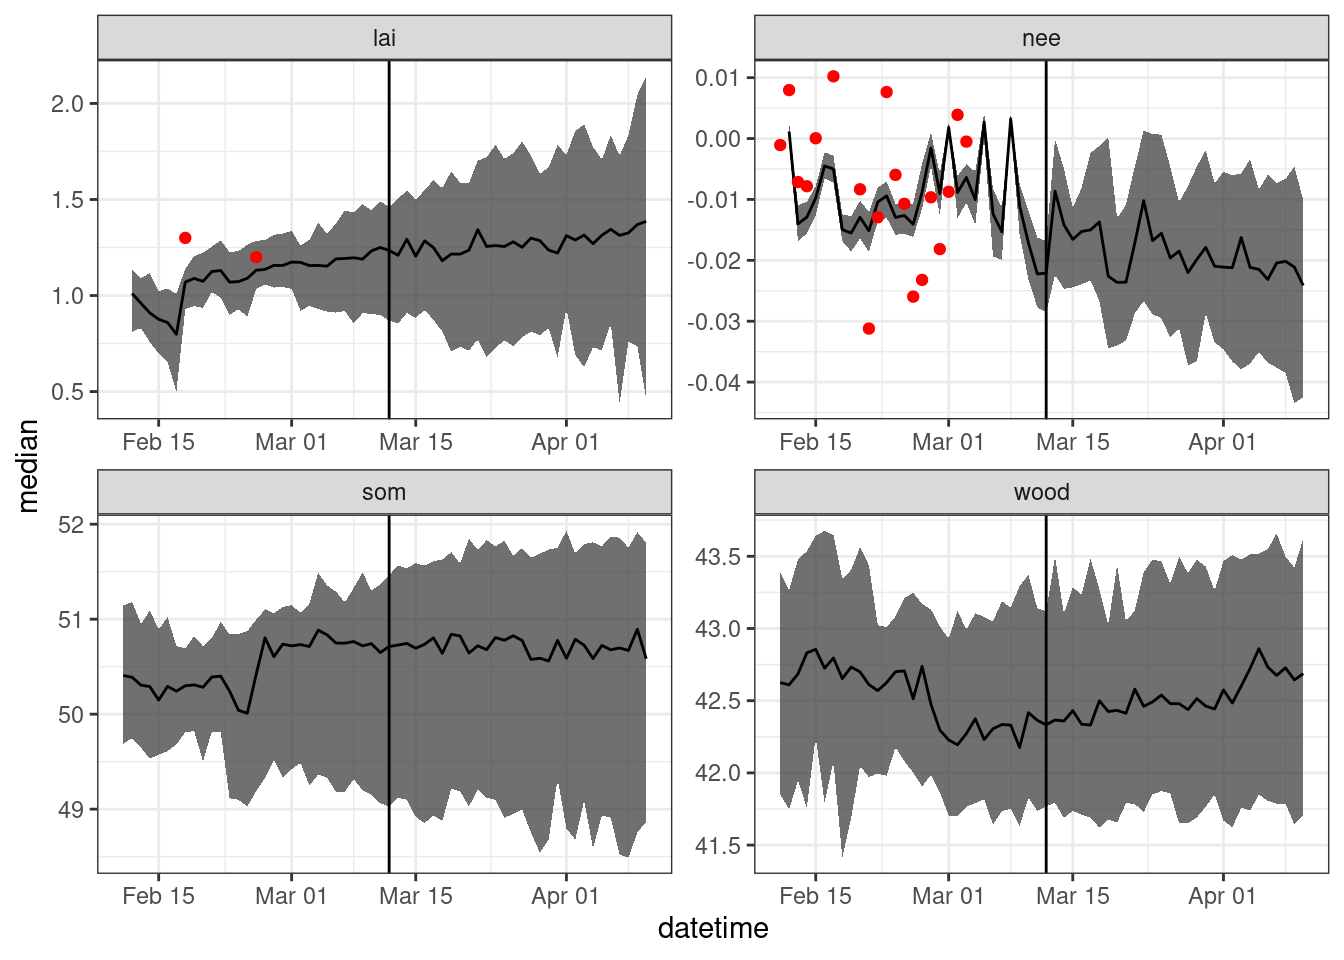 lai
nee
2.0
1.5
1.0
0.5
0.01
0.00
-0.01
-0.02
-0.03
-0.04
Feb 15 Mar 01 Mar 15 Apr 01
Feb 15 Mar 01 Mar 15 Apr 01
median
som
wood
52
51
50
49
43.5
43.0
42.5
42.0
41.5
Feb 15 Mar 01 Mar 15 Apr 01
Feb 15 Mar 01 Mar 15 Apr 01
datetime